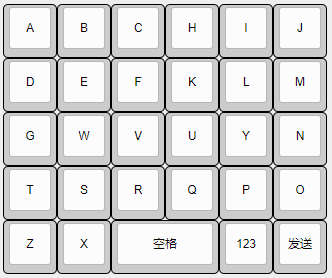 A B C H I J
D E F K L M
G W V U Y N
T S R Q P O
Z X 空格 123 发送